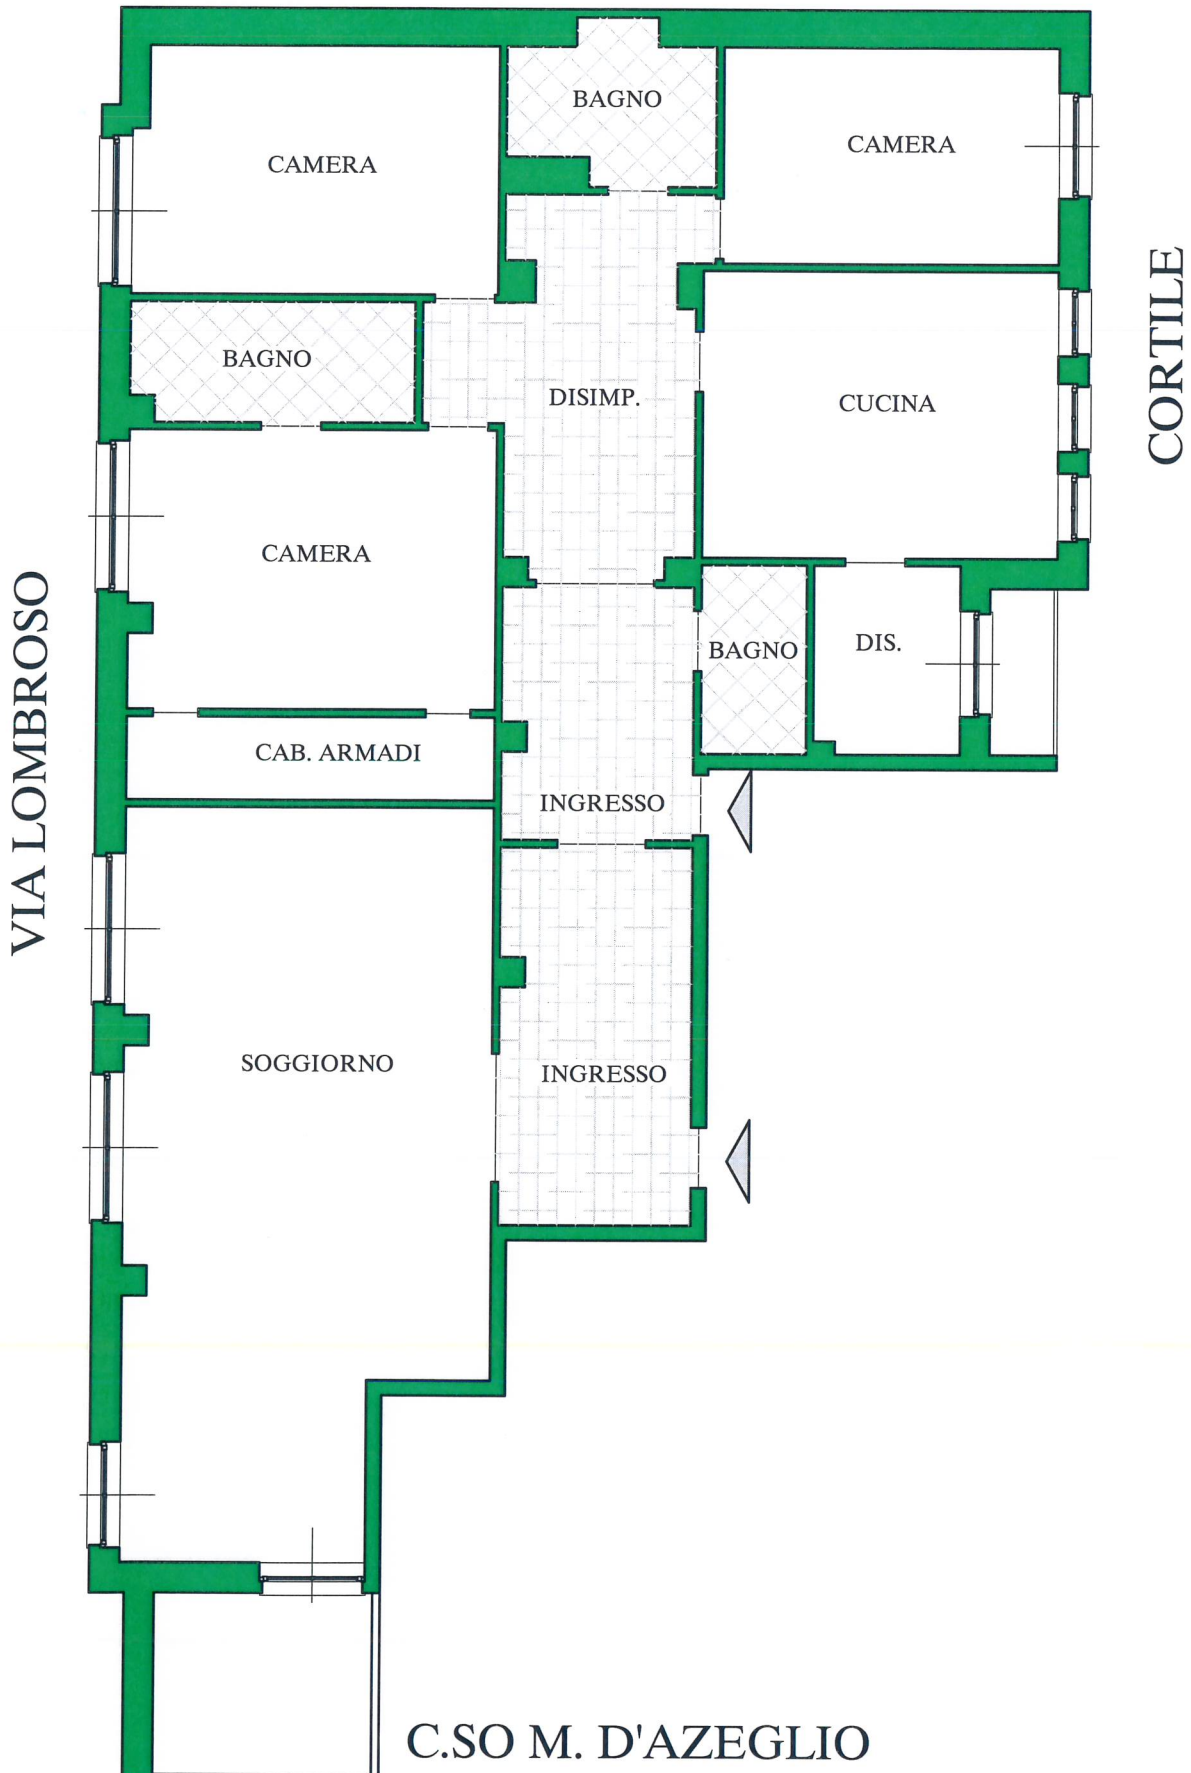 BAGNO
CAMERA
CAMERA
CORTILE
BAGNO
DISIMP.
CUCINA
CAMERA
VIA LOMBROSO
BAGNO
DIS.
CAB. ARMADI
INGRESSO
SOGGIORNO
INGRESSO
C.SO M. D'AZEGLIO